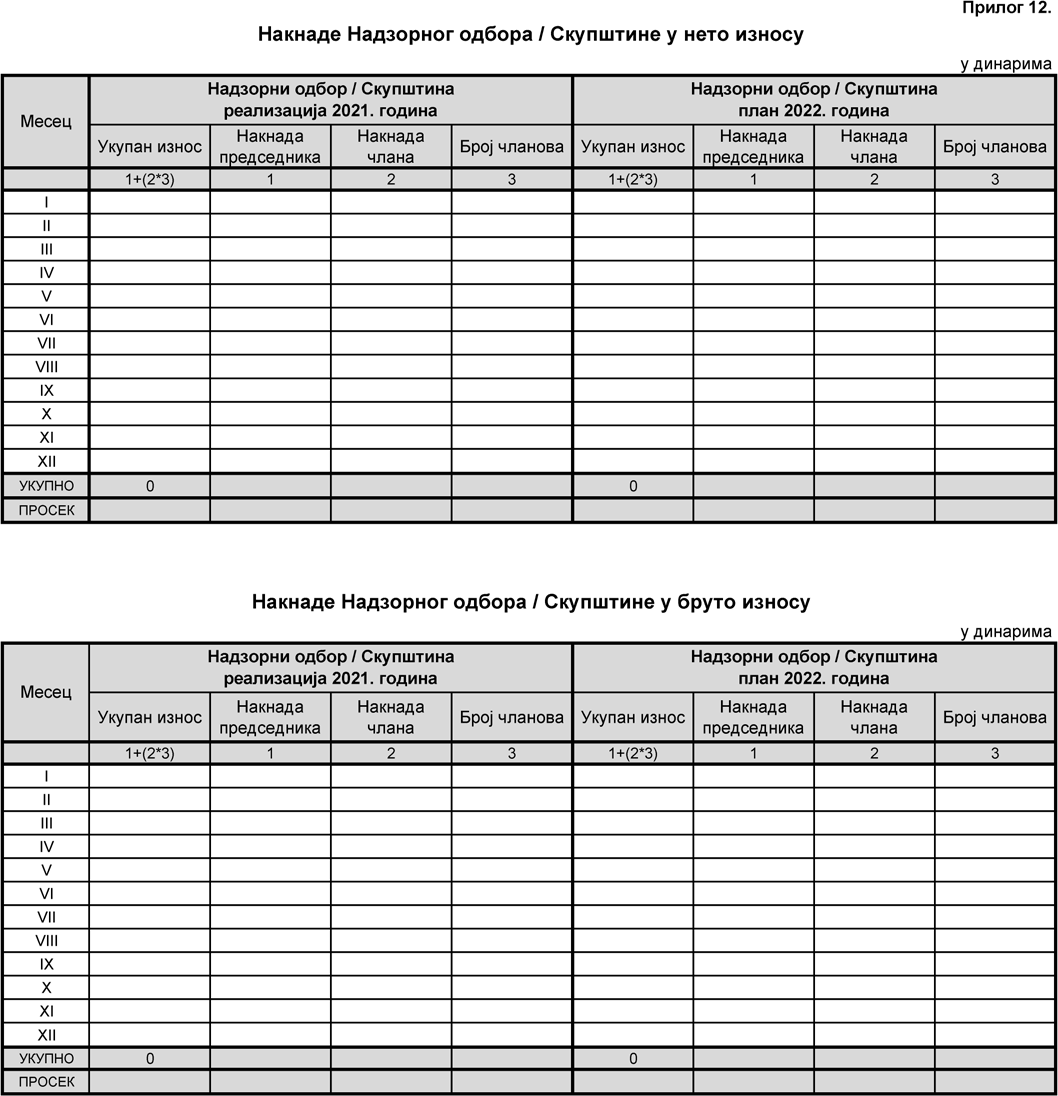 Прилог 12.
Накнаде Надзорног одбора / Скупштине у нето износу
у динарима
Месец
Надзорни одбор / Скупштина
реализација 2021. година
Надзорни одбор / Скупштина
план 2022. година
Укупан износ
Накнада
председника
Накнада
члана
Број чланова
Укупан износ
Накнада
председника
Накнада
члана
Број чланова
1+(2*3) 1 2 3 1+(2*3) 1 2 3
I
II
III
IV
V
VI
VII
VIII
IX
X
XI
XII
УКУПНО 0 0
ПРОСЕК
Накнаде Надзорног одбора / Скупштине у бруто износу
у динарима
Месец
Надзорни одбор / Скупштина
реализација 2021. година
Надзорни одбор / Скупштина
план 2022. година
Укупан износ
Накнада
председника
Накнада
члана
Број чланова
Укупан износ
Накнада
председника
Накнада
члана
Број чланова
1+(2*3) 1 2 3 1+(2*3) 1 2 3
I
II
III
IV
V
VI
VII
VIII
IX
X
XI
XII
УКУПНО 0 0
ПРОСЕК